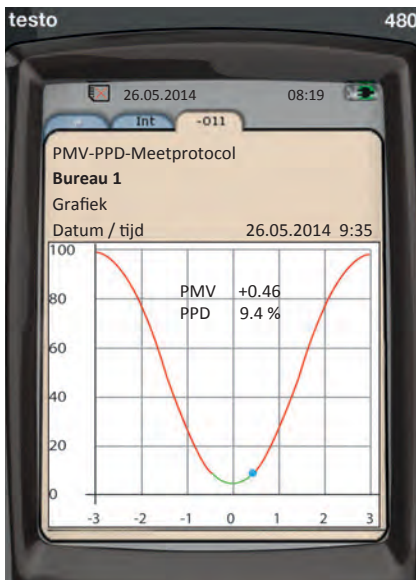 testo 480
26.05.2014 08:19
Int -011
PMV-PPD-Meetprotocol
Bureau 1
Grafiek
Datum / tijd 26.05.2014 9:35
100
PMV +0.46
80
PPD 9.4 %
60
40
20
0
-3 -2 -1 0 1 2 3